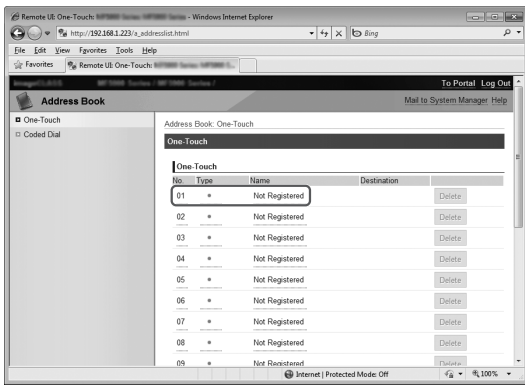 Remote UI: One-Touch: - Windows Internet Explorer
http://192.168.1.223/a_addresslist.html
Bing
File Edit View Favorites Tools Help
Favorites Remote UI: One-Touch:
To Portal Log Out
Address Book
Mail to System Manager Help
One-Touch
Coded Dial
Address Book: One-Touch
One-Touch
One-Touch
No. Type Name Destination
01 Not Registered Delete
02 Not Registered Delete
03 Not Registered Delete
04 Not Registered Delete
05 Not Registered Delete
06 Not Registered Delete
07 Not Registered Delete
08 Not Registered Delete
09 Not Registered Delete
Internet | Protected Mode: Off
100%